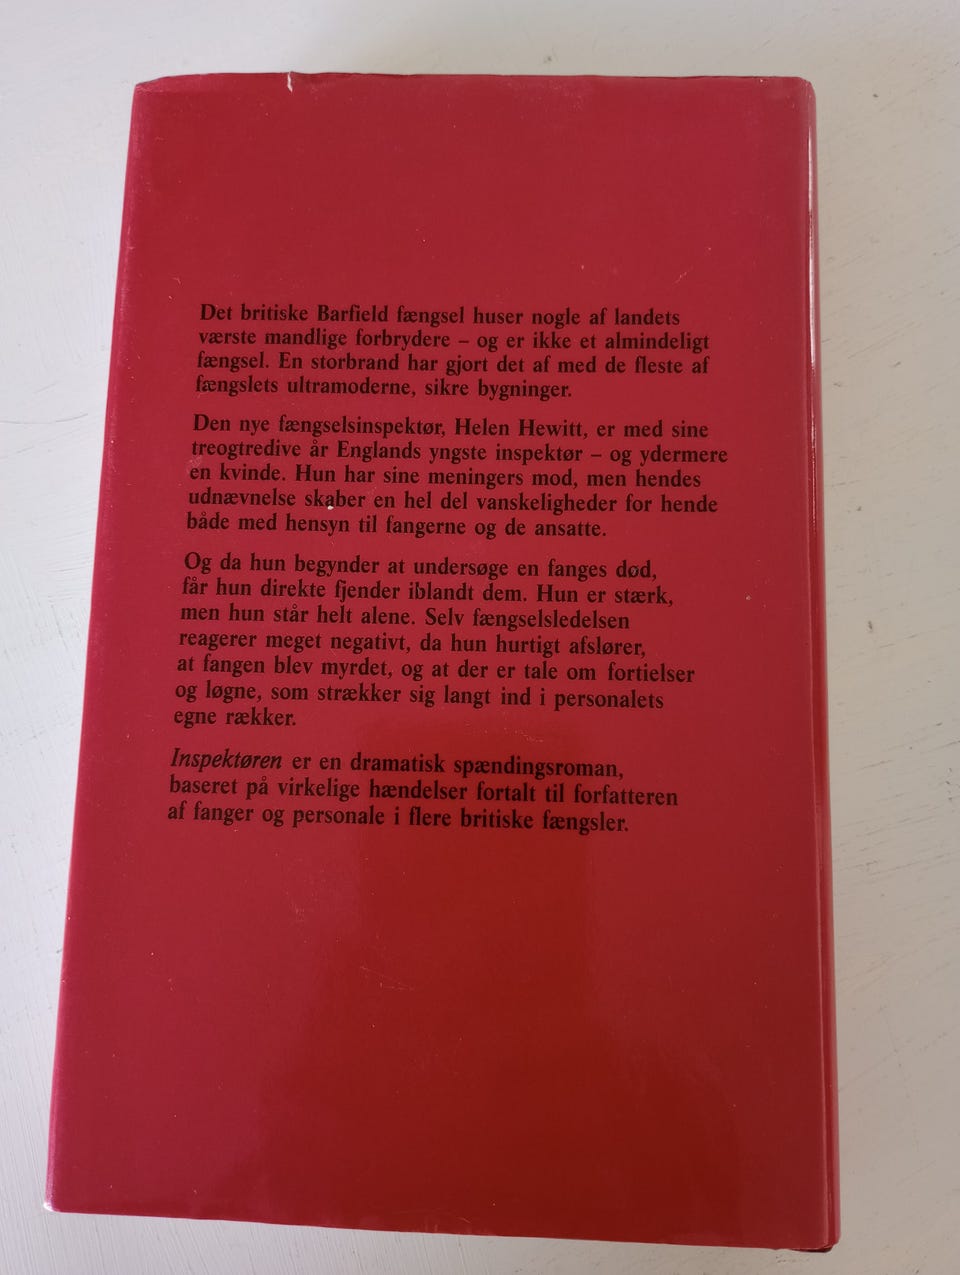 Det britiske Barfield fængsel huser nogle af landets
værste mandlige forbrydere – og er ikke et almindeligt
fængsel. En storbrand har gjort det af med de fleste af
fængslets ultramoderne, sikre bygninger.
Den nye fængselsinspektør, Helen Hewitt, er med sine
treogtredive år Englands yngste inspektør – og ydermere
en kvinde. Hun har sine meningers mod, men hendes
udnævnelse skaber en hel del vanskeligheder for hende
både med hensyn til fangerne og de ansatte.
Og da hun begynder at undersøge en fanges død,
får hun direkte fjender iblandt dem. Hun er stærk,
men hun står helt alene. Selv fængselsledelsen
reagerer meget negativt, da hun hurtigt afslører,
at fangen blev myrdet, og at der er tale om fortielser
og løgne, som strækker sig langt ind i personalets
egne rækker.
Inspektøren er en dramatisk spændingsroman,
baseret på virkelige hændelser fortalt til forfatteren
af fanger og personale i flere britiske fængsler.